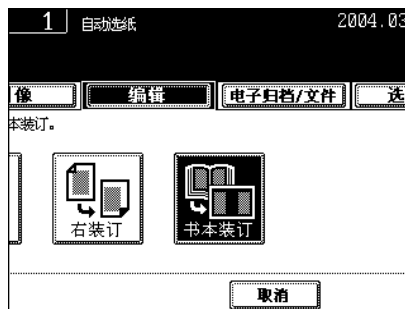 1 自动选纸 2004.03
像 编辑 电子归档/文件 选
本装订。
右装订 书本装订
取消